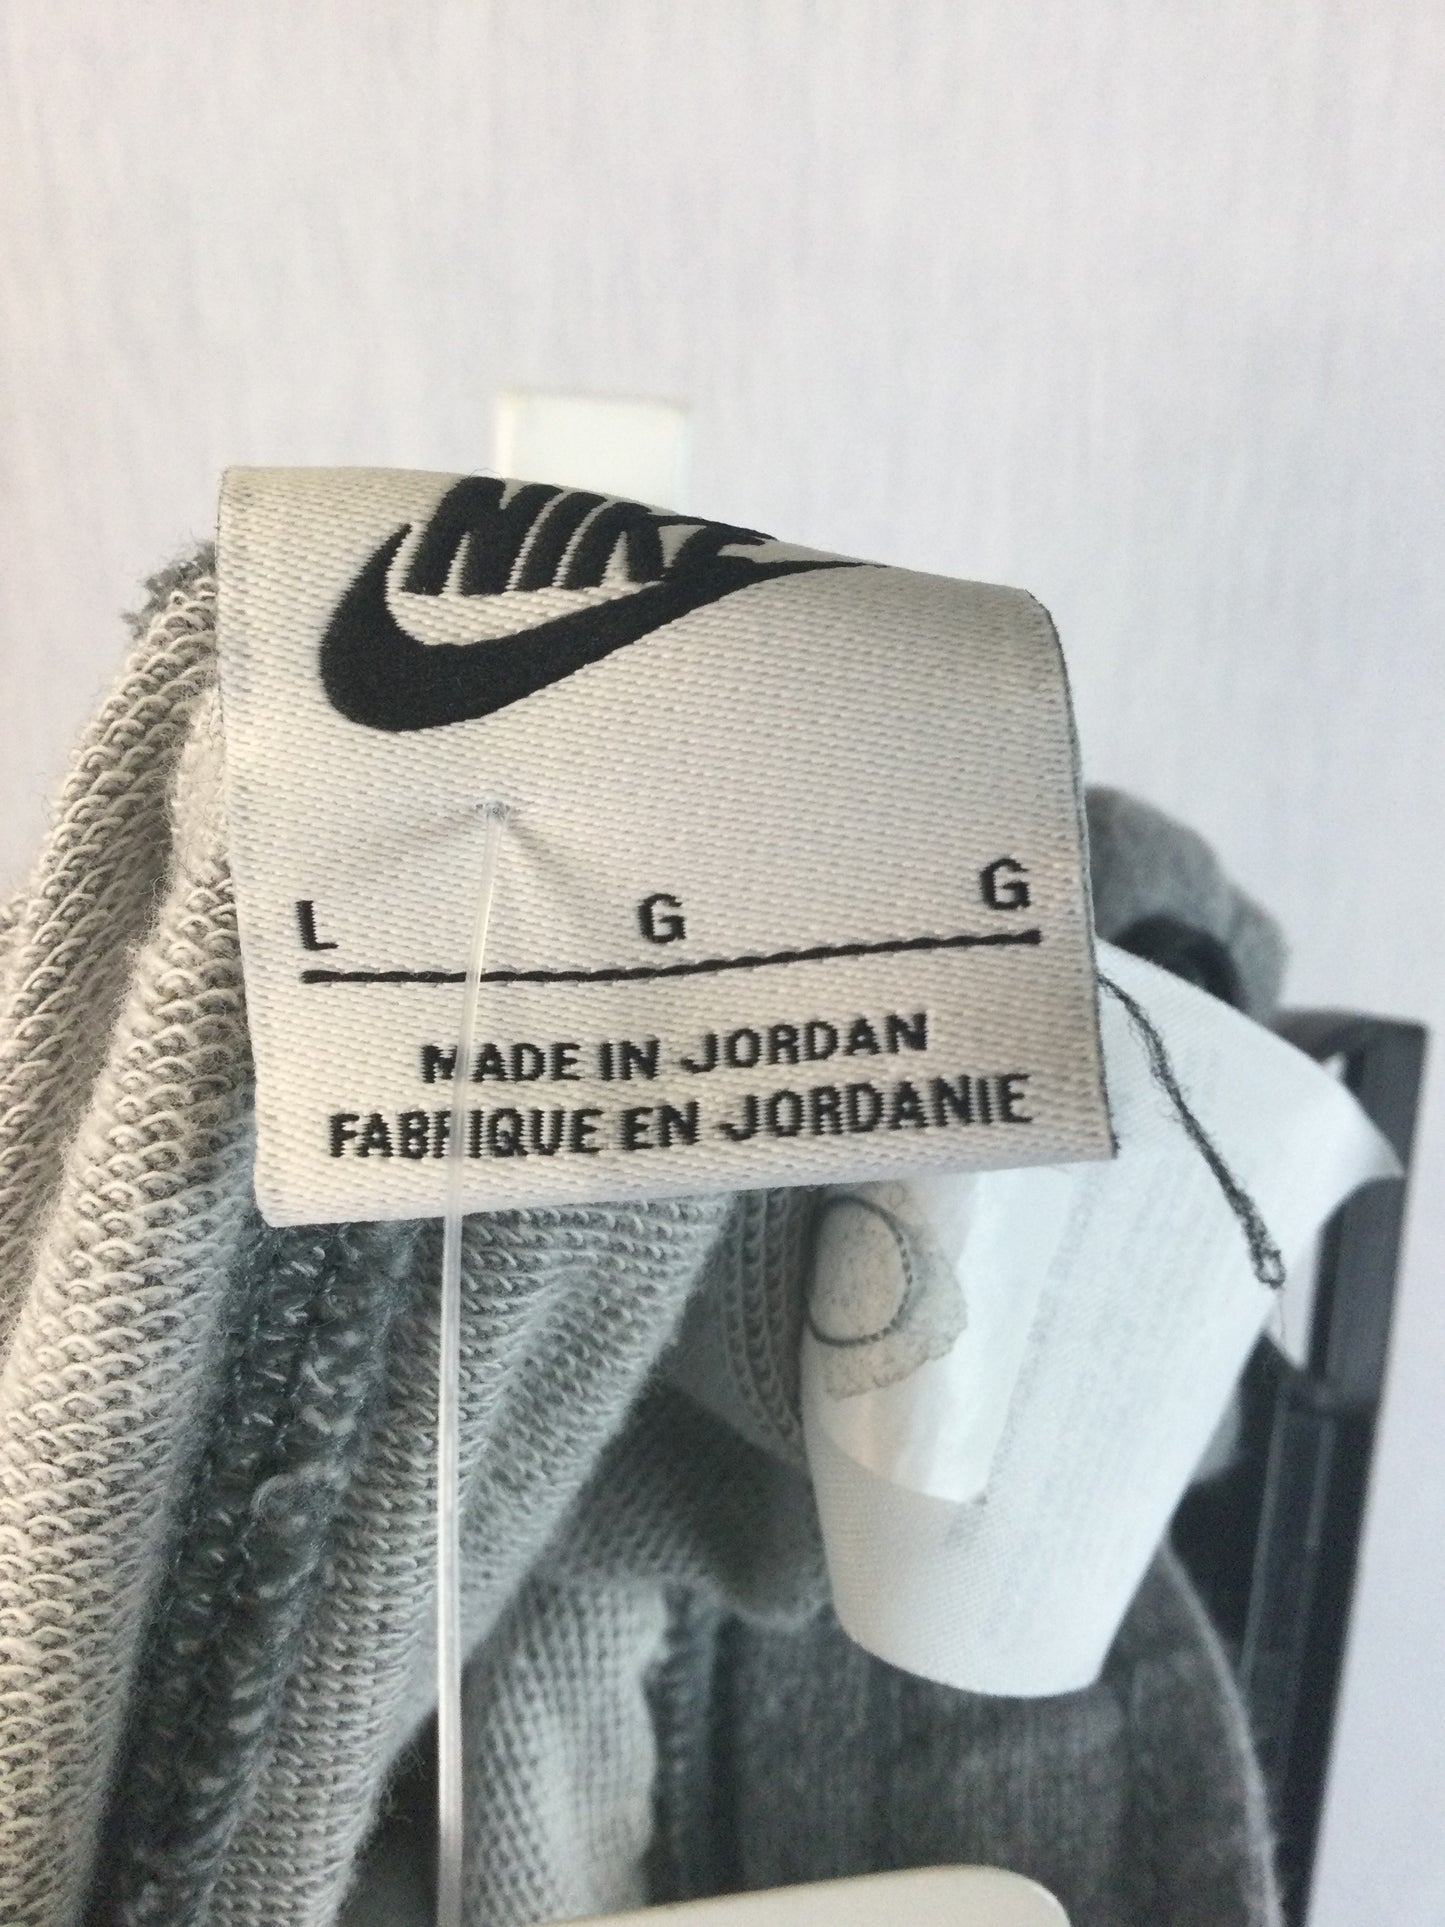 NIKE
L G G
MADE IN JORDAN
FABRIQUE EN JORDANIE